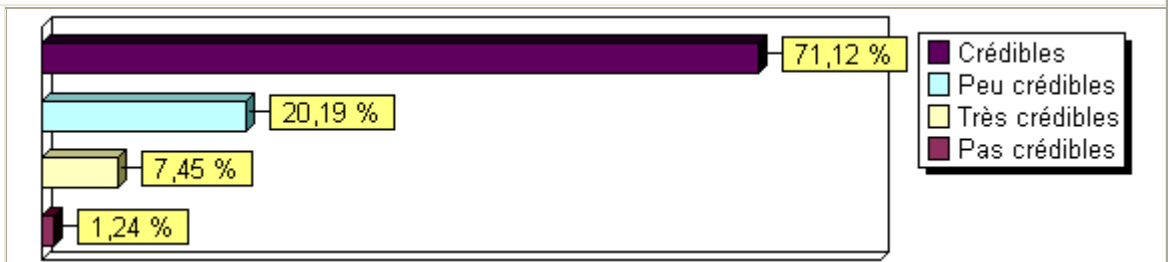 71,12 %
20,19 %
7,45 %
1,24 %
Crédibles
Peu crédibles
Très crédibles
Pas crédibles